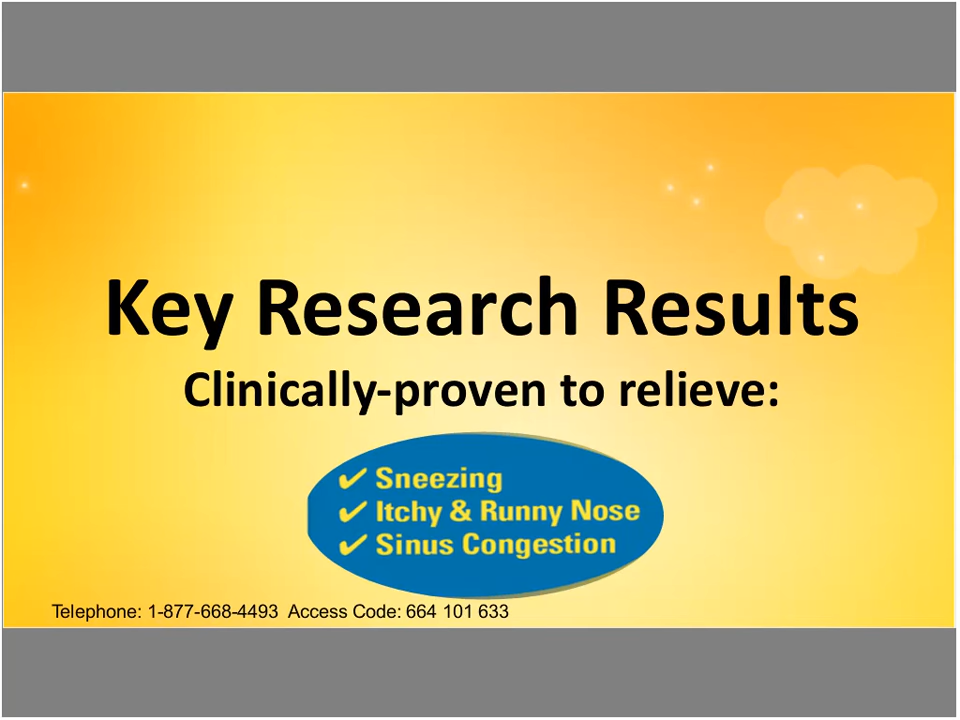 Key Research Results
Clinically-proven to relieve:
✔ Sneezing
✔ Itchy & Runny Nose
✔ Sinus Congestion
Telephone: 1-877-668-4493 Access Code: 664 101 633